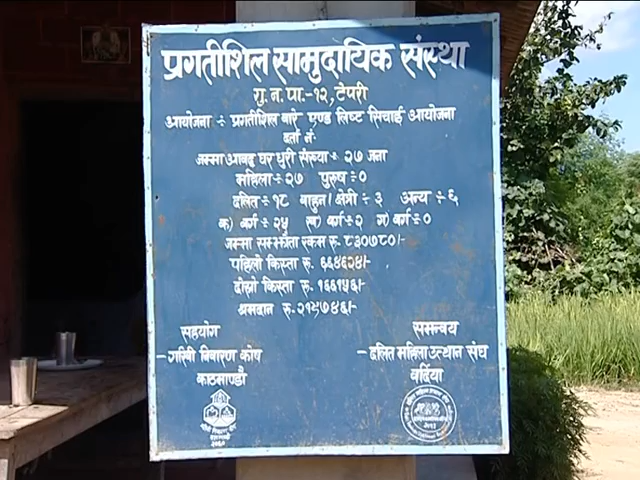 प्रगतीशिल सामुदायिक संस्था
गु. न. पा.-१२, टेपरी
आयोजना ÷ प्रगतीशिल बारे एण्ड लिफ्ट सिचाई आयोजना
दर्ता नं
जम्मा आवद्ध घर धुरी संख्या = २७ जना
महिला ÷ २७ पुरुष ÷ ०
दलित ÷ १८ बाहुन / क्षेत्री ÷ ३ अन्य ÷ ६
क) वर्ग ÷ २५ ख) वर्ग ÷ २ ग) वर्ग ÷ ०
जम्मा समझौता रकम रु. ८३०७८०।-
पहिलो किस्ता रु. ६६४६२४।-
दोस्रो किस्ता रु. १६६१५६।-
श्रमदान रु. २१९७४६।-
सहयोग
- गरिबी निवारण कोष
काठमाण्डौ
समन्वय
- दलित महिला उत्थान संघ
बर्दिया